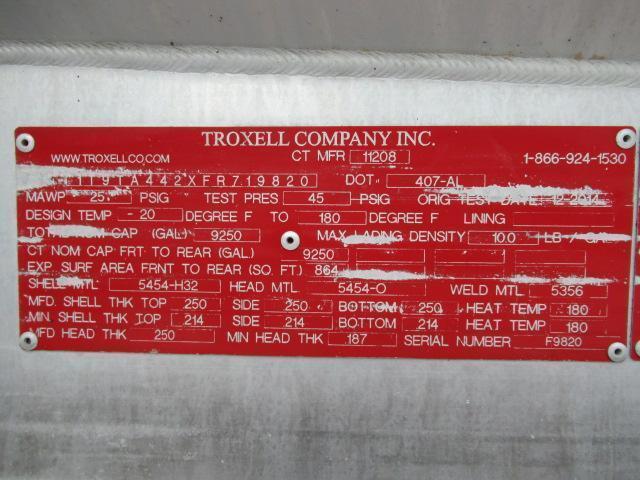 TROXELL COMPANY INC.
WWW.TROXELLCO.COM CT MFR 11208 1-866-924-1530
1T9TA442XFR719820 DOT 407-AL
MAWP 25 PSIG TEST PRES 45 PSIG ORIG TEST DATE 12-2014
DESIGN TEMP -20 DEGREE F TO 180 DEGREE F LINING
TOTAL NOM CAP (GAL) 9250 MAX LADING DENSITY 10.0 LB / GAL
CT NOM CAP FRT TO REAR (GAL) 9250
EXP SURF AREA FRNT TO REAR (SQ. FT.) 864
SHELL MTL 5454-H32 HEAD MTL 5454-O WELD MTL 5356
MFD. SHELL THK TOP .250 SIDE .250 BOTTOM .250 HEAT TEMP 180
MIN. SHELL THK TOP .214 SIDE .214 BOTTOM .214 HEAT TEMP 180
MFD HEAD THK .250 MIN HEAD THK .187 SERIAL NUMBER F9820